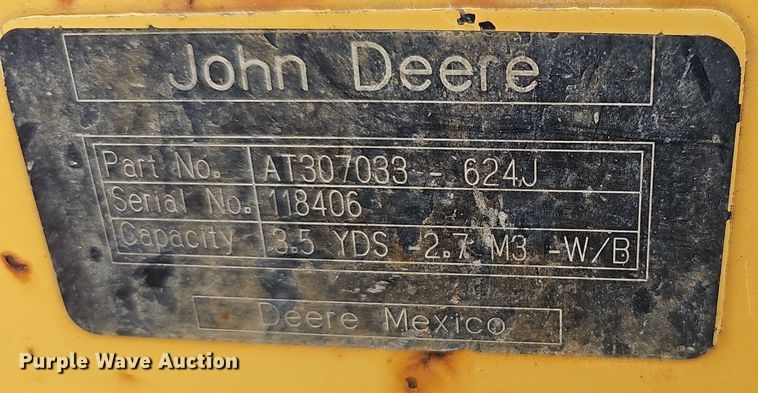 John Deere
Part No. AT307033 - 624J
Serial No. 118406
Capacity 3.5 YDS -2.7 M3 -W/B
Deere Mexico
Purple Wave Auction